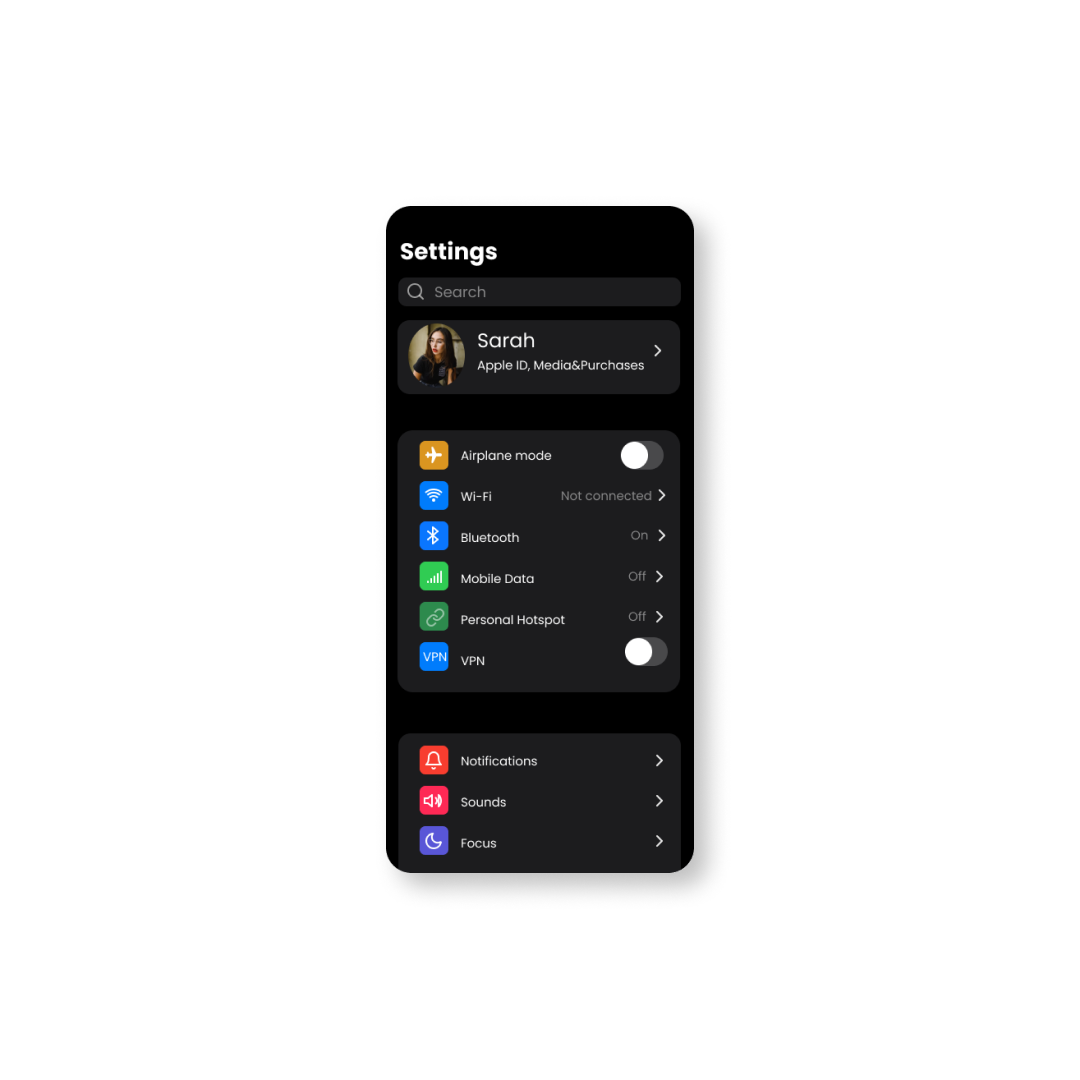 Settings
Search
Sarah
Apple ID, Media&Purchases
Airplane mode
Wi-Fi Not connected
Bluetooth On
Mobile Data Off
Personal Hotspot Off
VPN VPN
Notifications
Sounds
Focus